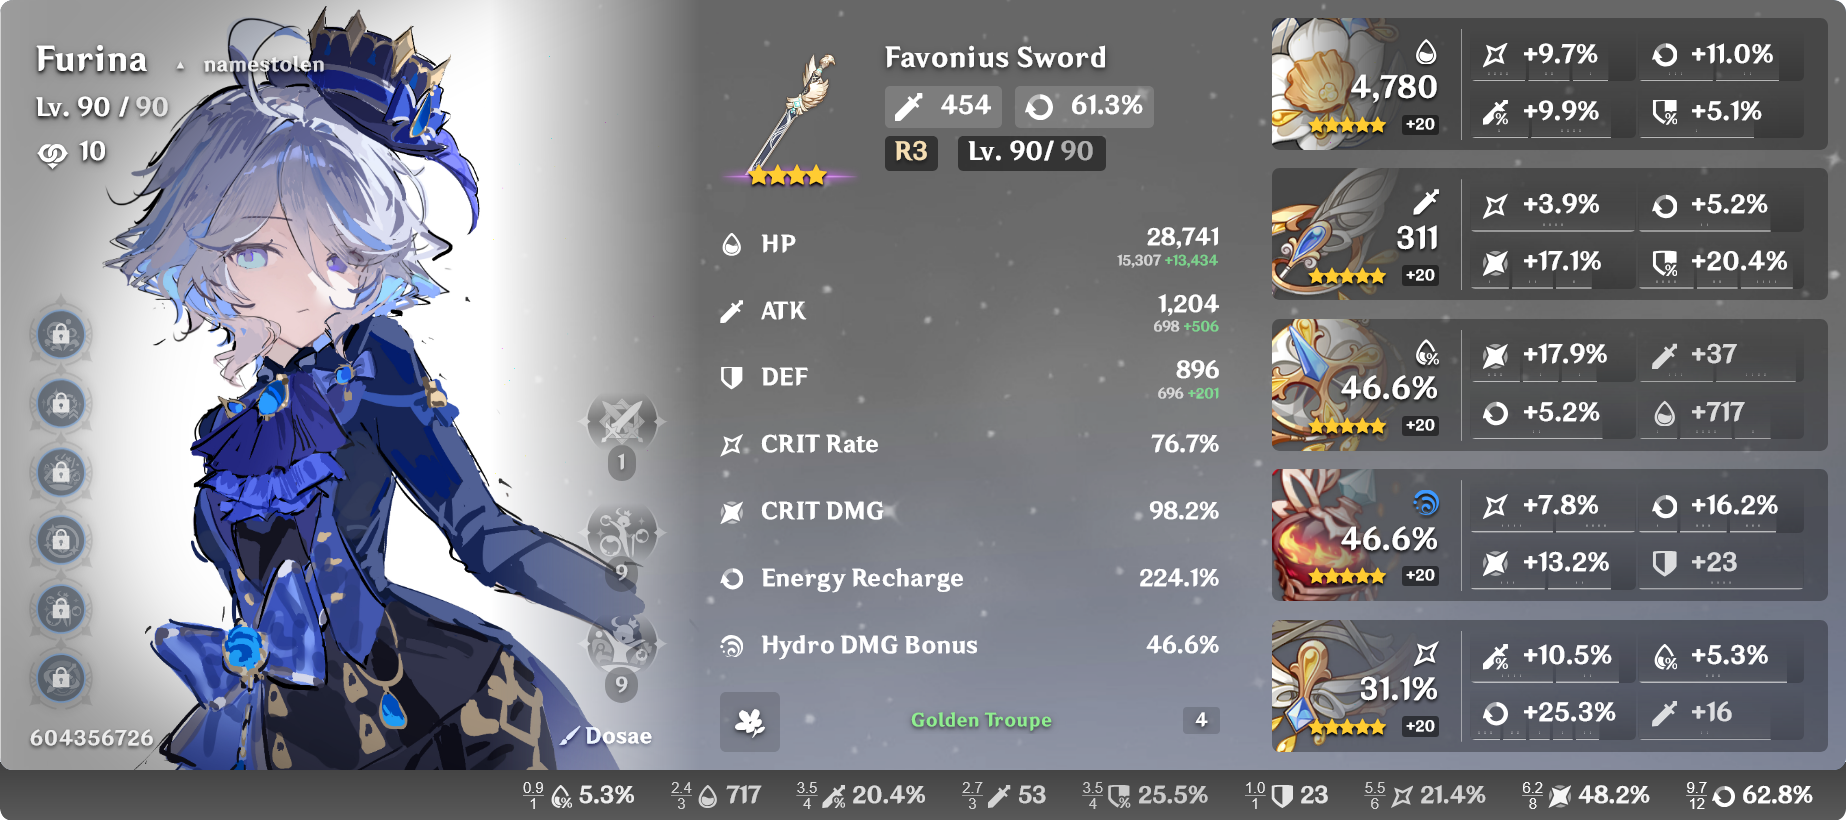 Furina ▲ namestolen
Lv. 90 / 90
10
1
9
9
604356726
Dosae
Favonius Sword
454 61.3%
R3 Lv. 90/ 90
HP 28,741
15,307 +13,434
ATK 1,204
698 +506
DEF 896
696 +201
CRIT Rate 76.7%
CRIT DMG 98.2%
Energy Recharge 224.1%
Hydro DMG Bonus 46.6%
Golden Troupe 4
4,780
+20
+9.7% +11.0%
+9.9% +5.1%
311
+20
+3.9% +5.2%
+17.1% +20.4%
46.6%
+20
+17.9% +37
+5.2% +717
46.6%
+20
+7.8% +16.2%
+13.2% +23
31.1%
+20
+10.5% +5.3%
+25.3% +16
0.9/1 5.3% 2.4/3 717 3.5/4 20.4% 2.7/3 53 3.5/4 25.5% 1.0/1 23 5.5/6 21.4% 6.2/8 48.2% 9.7/12 62.8%